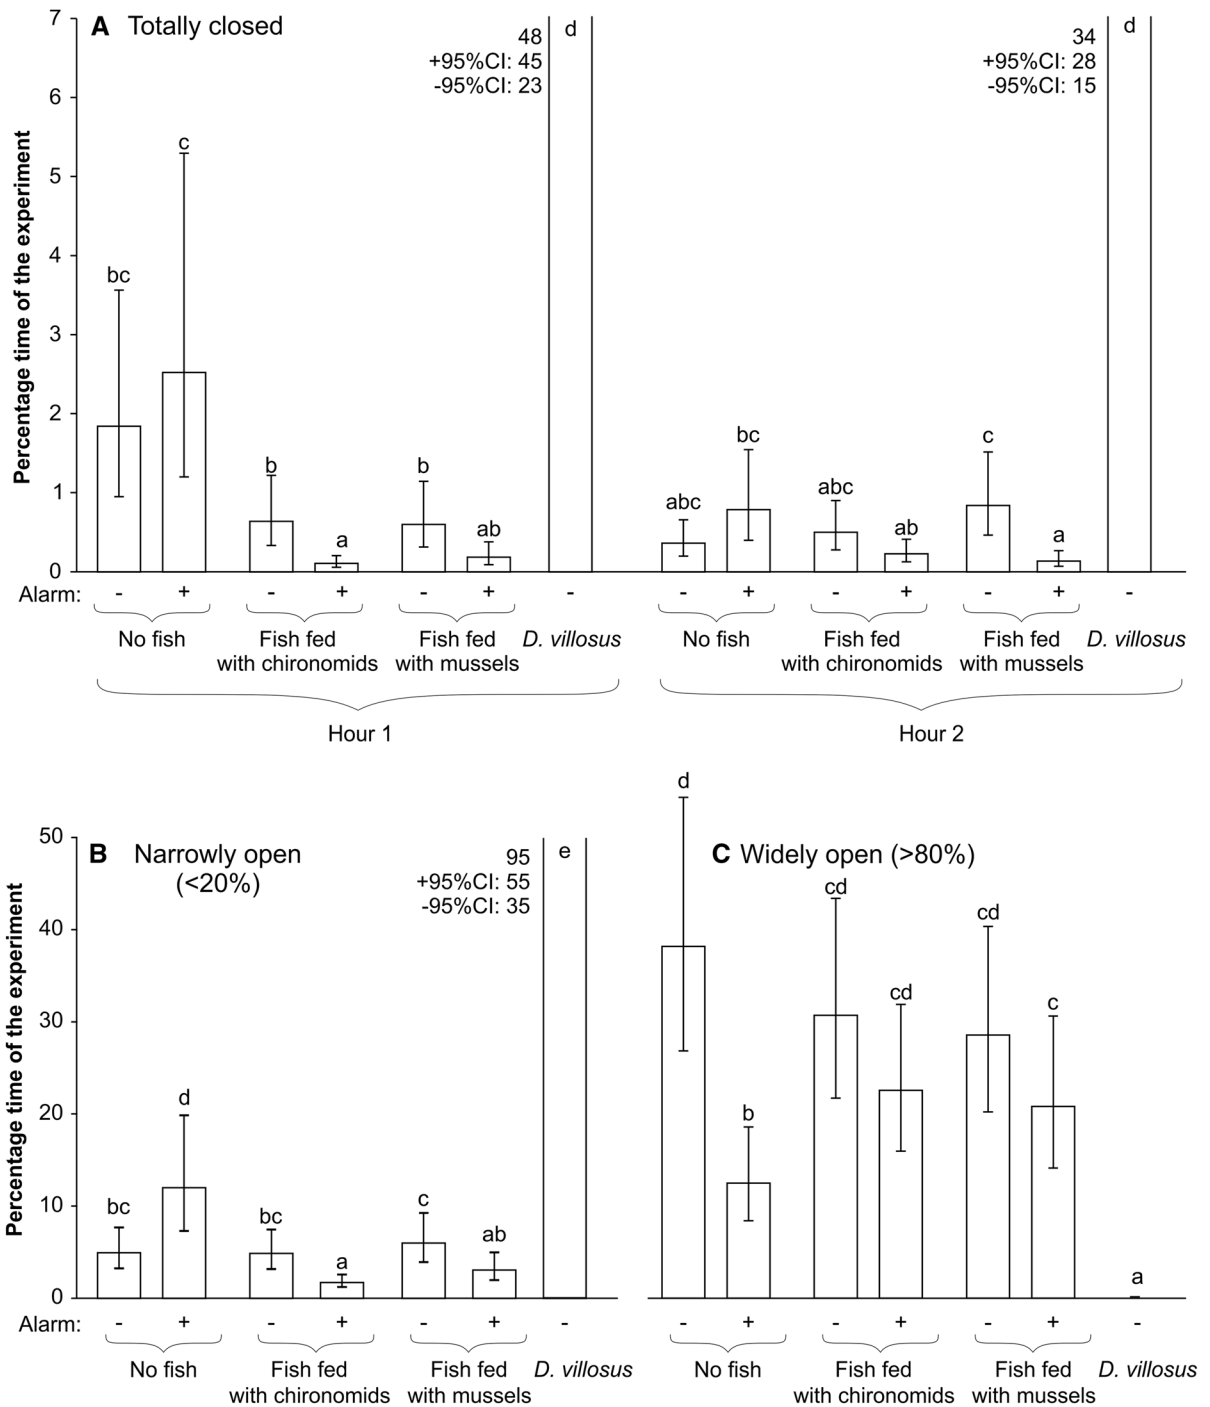 A Totally closed
Percentage time of the experiment
7
6
5
4
3
2
1
0
48
+95%CI: 45
-95%CI: 23
d
34
+95%CI: 28
-95%CI: 15
d
bc
c
b
a
b
ab
abc
bc
abc
ab
c
a
Alarm: - + - + - + - - + - + - + -
No fish Fish fed with chironomids Fish fed with mussels D. villosus No fish Fish fed with chironomids Fish fed with mussels D. villosus
Hour 1 Hour 2
B Narrowly open
(<20%)
Percentage time of the experiment
50
40
30
20
10
0
95
+95%CI: 55
-95%CI: 35
e
bc
d
bc
a
c
ab
C Widely open (>80%)
d
b
cd
cd
cd
c
a
Alarm: - + - + - + - - + - + - + -
No fish Fish fed with chironomids Fish fed with mussels D. villosus No fish Fish fed with chironomids Fish fed with mussels D. villosus